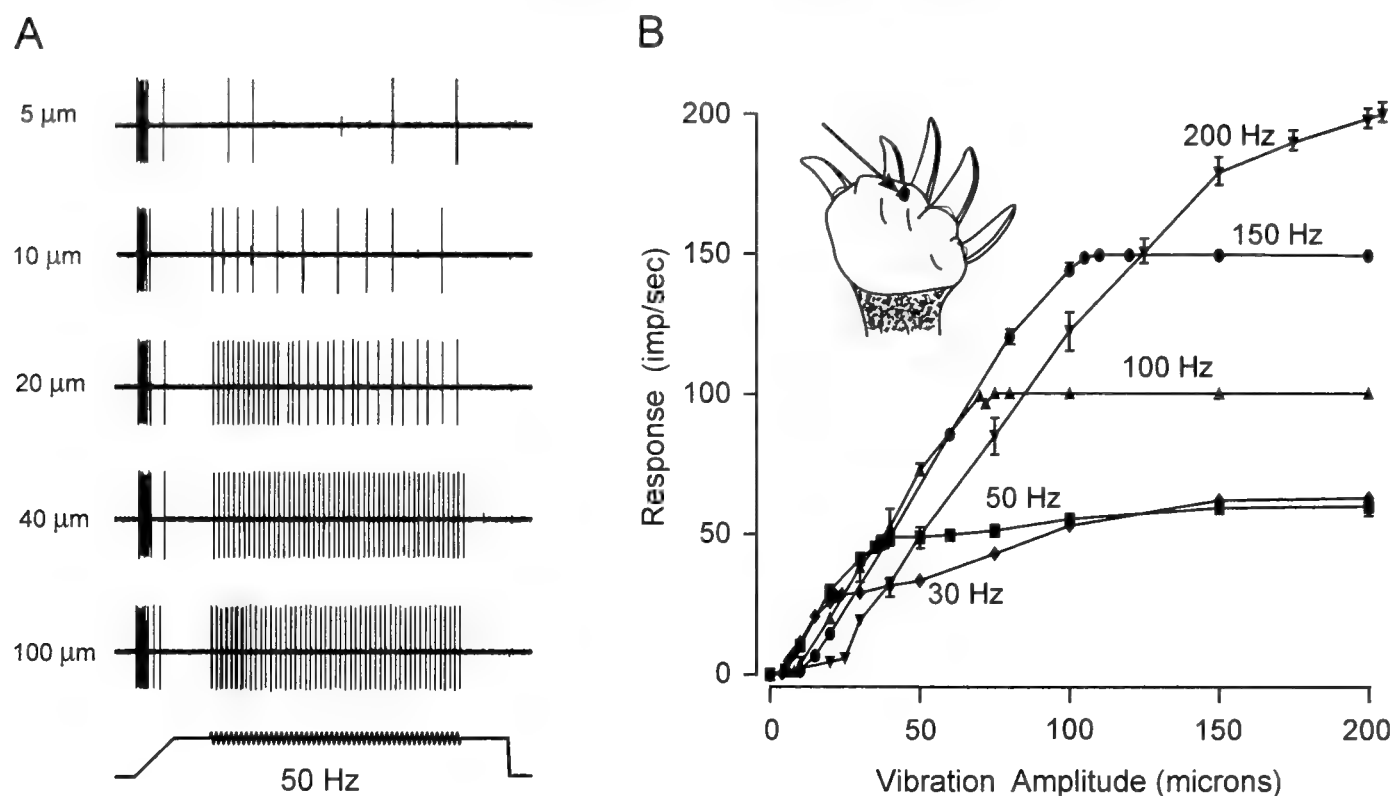 A
5 μm
10 μm
20 μm
40 μm
100 μm
50 Hz
B
Response (imp/sec)
200
150
100
50
0
200 Hz
150 Hz
100 Hz
50 Hz
30 Hz
0
50
100
150
200
Vibration Amplitude (microns)